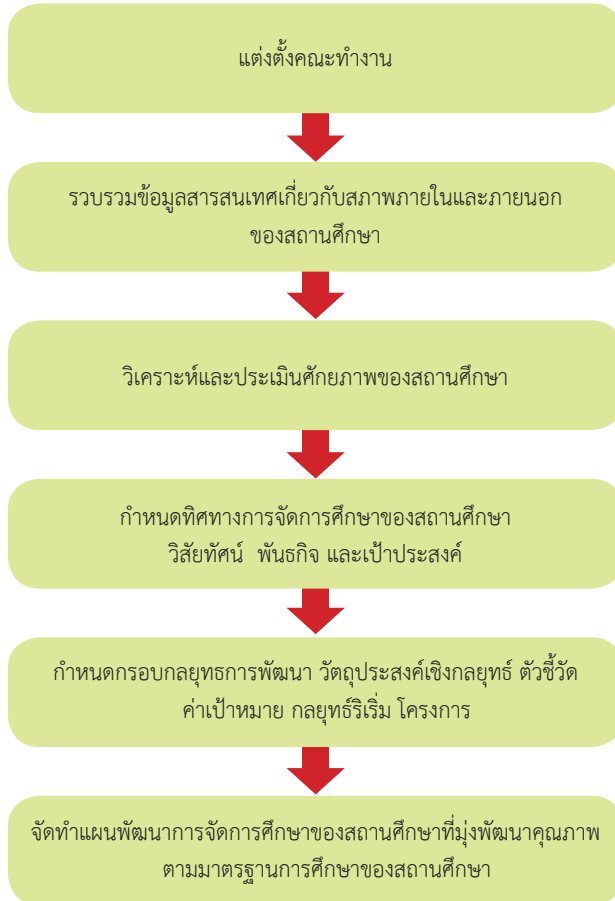 แต่งตั้งคณะทำงาน
รวบรวมข้อมูลสารสนเทศเกี่ยวกับสภาพภายในและภายนอก
ของสถานศึกษา
วิเคราะห์และประเมินศักยภาพของสถานศึกษา
กำหนดทิศทางการจัดการศึกษาของสถานศึกษา
วิสัยทัศน์ พันธกิจ และเป้าประสงค์
กำหนดกรอบกลยุทธการพัฒนา วัตถุประสงค์เชิงกลยุทธ์ ตัวชี้วัด
ค่าเป้าหมาย กลยุทธ์ริเริ่ม โครงการ
จัดทำแผนพัฒนาการจัดการศึกษาของสถานศึกษาที่มุ่งพัฒนาคุณภาพ
ตามมาตรฐานการศึกษาของสถานศึกษา